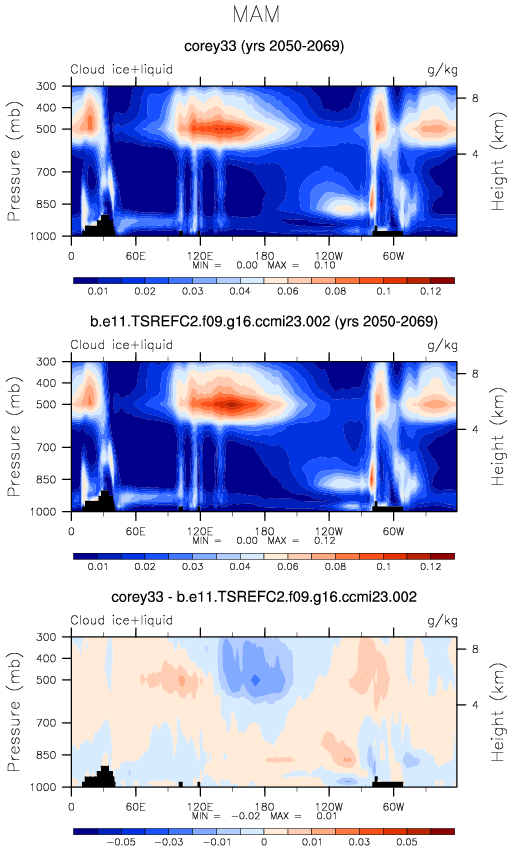 MAM
corey33 (yrs 2050-2069)
Cloud ice+liquid g/kg
300
500
700
850
1000
Pressure (mb)
8
4
Height (km)
0 60E 120E 180 120W 60W
MIN = 0.00 MAX = 0.10
0.01 0.02 0.03 0.04 0.06 0.08 0.1 0.12
b.e11.TSREFC2.f09.g16.ccmi23.002 (yrs 2050-2069)
Cloud ice+liquid g/kg
300
500
700
850
1000
Pressure (mb)
8
4
Height (km)
0 60E 120E 180 120W 60W
MIN = 0.00 MAX = 0.12
0.01 0.02 0.03 0.04 0.06 0.08 0.1 0.12
corey33 - b.e11.TSREFC2.f09.g16.ccmi23.002
Cloud ice+liquid g/kg
300
500
700
850
1000
Pressure (mb)
8
4
Height (km)
0 60E 120E 180 120W 60W
MIN = -0.02 MAX = 0.01
-0.05 -0.03 -0.01 0 0.01 0.03 0.05